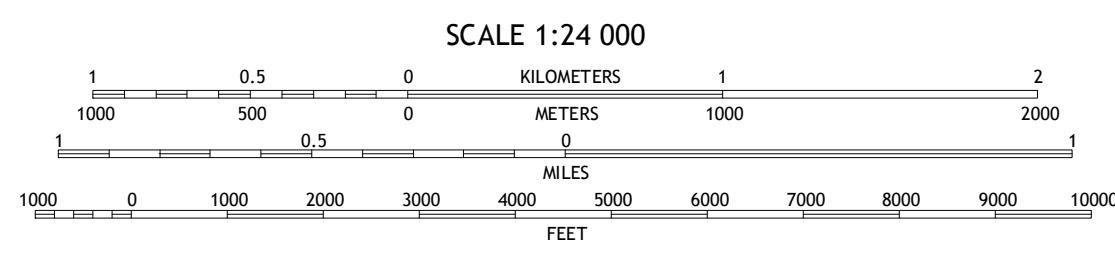 SCALE 1:24 000
1 0.5 0 KILOMETERS 1 2
1000 500 0 METERS 1000 2000
1 0.5 0 1
MILES
1000 0 1000 2000 3000 4000 5000 6000 7000 8000 9000 10000
FEET